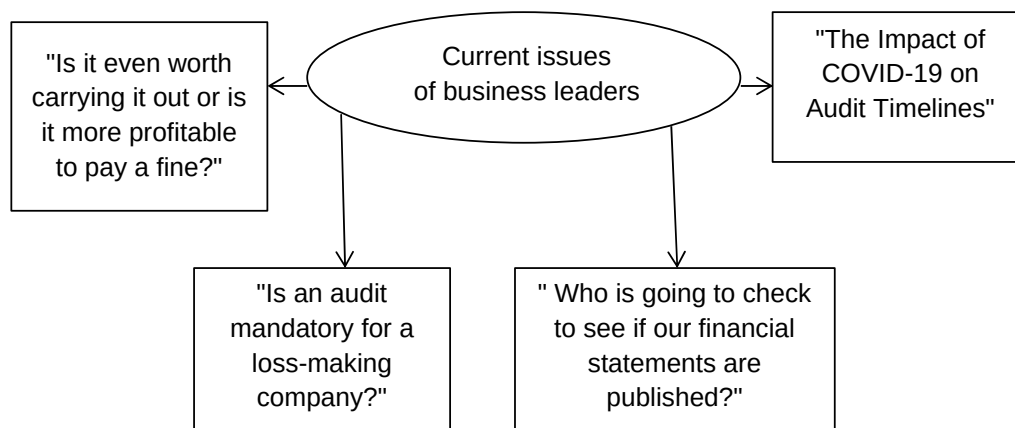 Current issues
of business leaders
"Is it even worth
carrying it out or is
it more profitable
to pay a fine?"
"The Impact of
COVID-19 on
Audit Timelines"
"Is an audit
mandatory for a
loss-making
company?"
" Who is going to check
to see if our financial
statements are
published?"